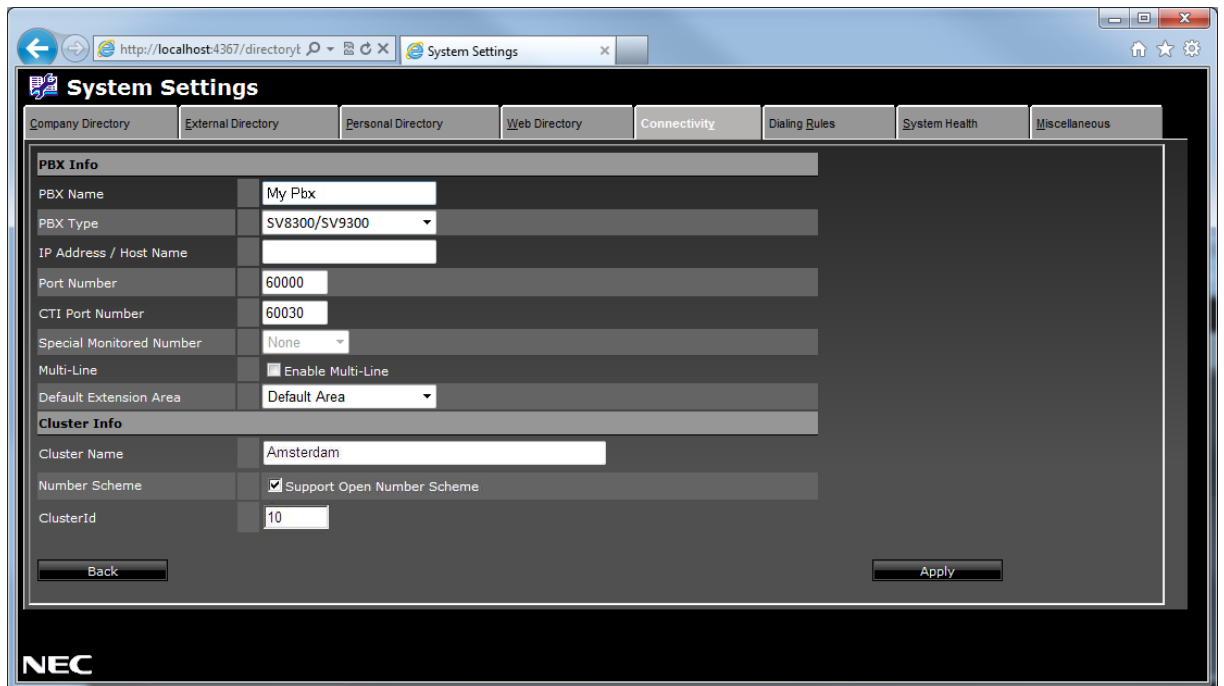 http://localhost:4367/directoryb
System Settings
System Settings
Company Directory
External Directory
Personal Directory
Web Directory
Connectivity
Dialing Rules
System Health
Miscellaneous
PBX Info
PBX Name My Pbx
PBX Type SV8300/SV9300
IP Address / Host Name
Port Number 60000
CTI Port Number 60030
Special Monitored Number None
Multi-Line Enable Multi-Line
Default Extension Area Default Area
Cluster Info
Cluster Name Amsterdam
Number Scheme Support Open Number Scheme
ClusterId 10
Back Apply
NEC